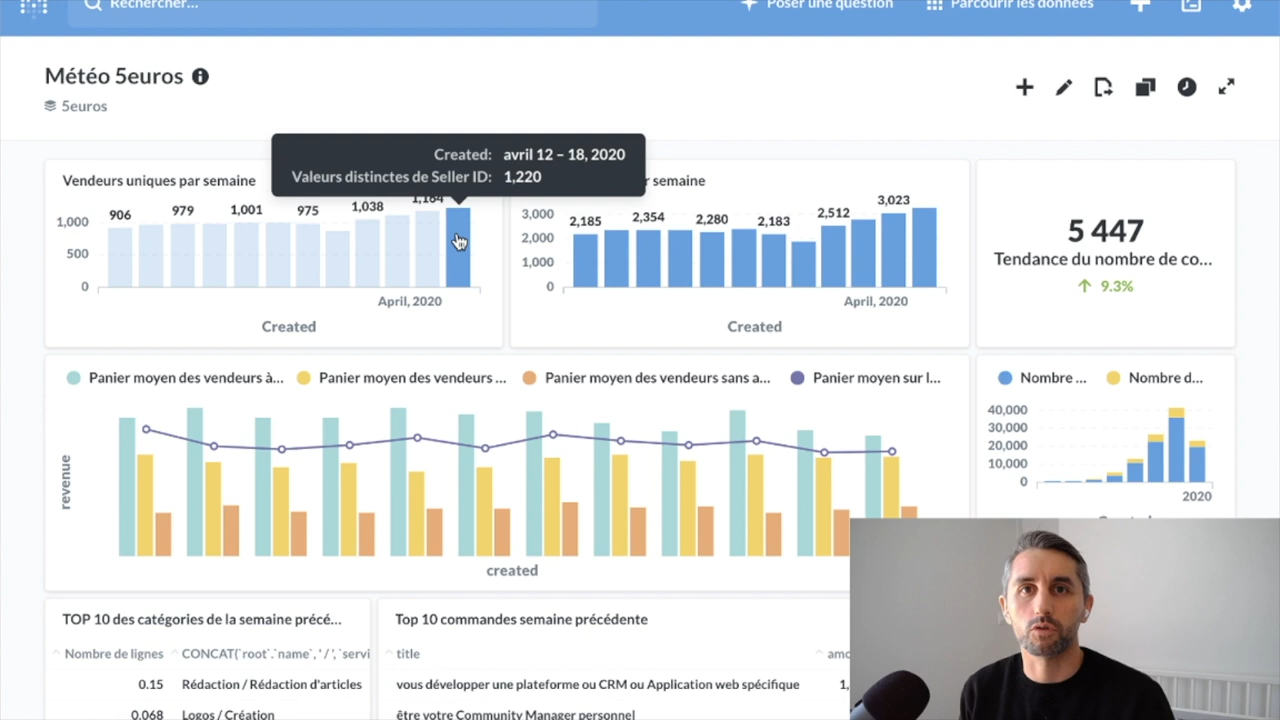 Rechercher...
Poser une question
Parcourir les données
Météo 5euros
5euros
Created: avril 12 – 18, 2020
Valeurs distinctes de Seller ID: 1,220
Vendeurs uniques par semaine
906 979 1,001 975 1,038 1,164
1,000
500
0
April, 2020
Created
semaine
2,185 2,354 2,280 2,183 2,512 3,023
3,000
2,000
1,000
0
April, 2020
Created
5 447
Tendance du nombre de co...
↑ 9.3%
Panier moyen des vendeurs à... Panier moyen des vendeurs ... Panier moyen des vendeurs sans a... Panier moyen sur l...
revenue
created
Nombre ... Nombre d...
40,000
30,000
20,000
10,000
0
2020
TOP 10 des catégories de la semaine précé...
Nombre de lignes CONCAT(`root`.`name`, ' / ', `servi
0.15 Rédaction / Rédaction d'articles
0.068 Logos / Création
Top 10 commandes semaine précédente
title
vous développer une plateforme ou CRM ou Application web spécifique 1,
être votre Community Manager personnel